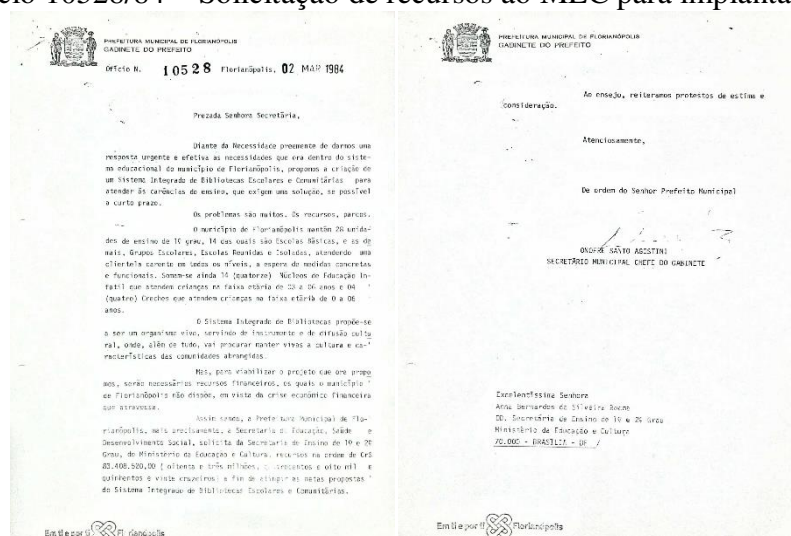 10528/84 – Solicitação de recursos ao MEC para implanta
PREFEITURA MUNICIPAL DE FLORIANÓPOLIS
GABINETE DO PREFEITO
Ofício N. 10528 Florianópolis, 02 MAR 1984
Prezada Senhora Secretária,
Diante da Necessidade premente de darmos uma
resposta urgente e efetiva as necessidades que ora dentro do siste-
ma educacional do município de Florianópolis, propomos a criação de
um Sistema Integrado de Bibliotecas Escolares e Comunitárias para
atender às carências de ensino, que exigem uma solução, se possível
a curto prazo.
Os problemas são muitos. Os recursos, parcos.
O município de Florianópolis mantém 28 unida-
des de ensino de 1º grau, 14 das quais são Escolas Básicas, e as de
mais, Grupos Escolares, Escolas Reunidas e Isoladas, atendendo uma
clientela carente em todos os níveis, a espera de medidas concretas
e funcionais. Somem-se ainda 14 (quatorze) Núcleos de Educação In-
fatil que atendem crianças na faixa etária de 03 a 06 anos e 04 '
(quatro) Creches que atendem crianças na faixa etária de 0 a 06
anos.
O Sistema Integrado de Bibliotecas propõe-se
a ser um organismo vivo, servindo de instrumento e de difusão cultu
ral, onde, além de tudo, vai procurar manter vivas a cultura e ca-'
racterísticas das comunidades abrangidas.
Mas, para viabilizar o projeto que ora propo
mos, serão necessários recursos financeiros, os quais o município '
de Florianópolis não dispõe, em vista da crise econômico financeira
que atravessa.
Assim sendo, a Prefeitura Municipal de Flo-
rianópolis, mais precisamente, a Secretaria de Educação, Saúde e
Desenvolvimento Social, solicita da Secretaria de Ensino de 1º e 2º
Grau, do Ministério da Educação e Cultura, recursos na ordem de Cr$
83.408.520,00 ( oitenta e três milhões, quatrocentos e oito mil e
quinhentos e vinte cruzeiros) a fim de atingir as metas propostas '
do Sistema Integrado de Bibliotecas Escolares e Comunitárias.
Em ti e por ti Florianópolis
PREFEITURA MUNICIPAL DE FLORIANÓPOLIS
GABINETE DO PREFEITO
Ao ensejo, reiteramos protestos de estima e
consideração.
Atenciosamente,
De ordem do Senhor Prefeito Municipal
ONOFRE SANTO AGOSTINI
SECRETÁRIO MUNICIPAL CHEFE DO GABINETE
Excelentíssima Senhora
Anna Bernardes da Silveira Rocha
DD. Secretária de Ensino de 1º e 2º Grau
Ministério da Educação e Cultura
70.000 - BRASÍLIA - DF /
Em ti e por ti Florianópolis